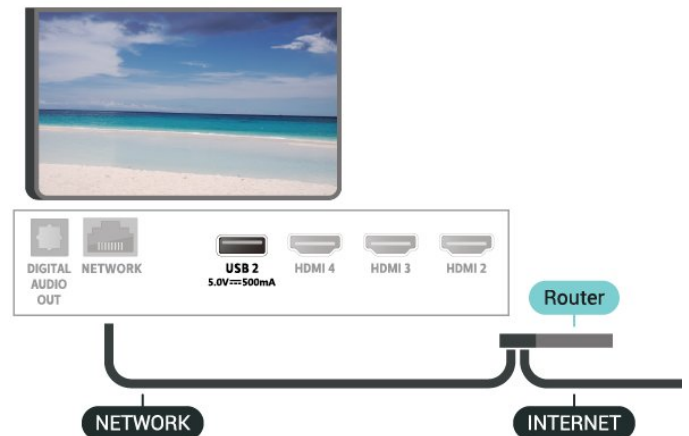 DIGITAL
AUDIO
OUT
NETWORK
USB 2
5.0V⎓500mA
HDMI 4
HDMI 3
HDMI 2
Router
NETWORK
INTERNET